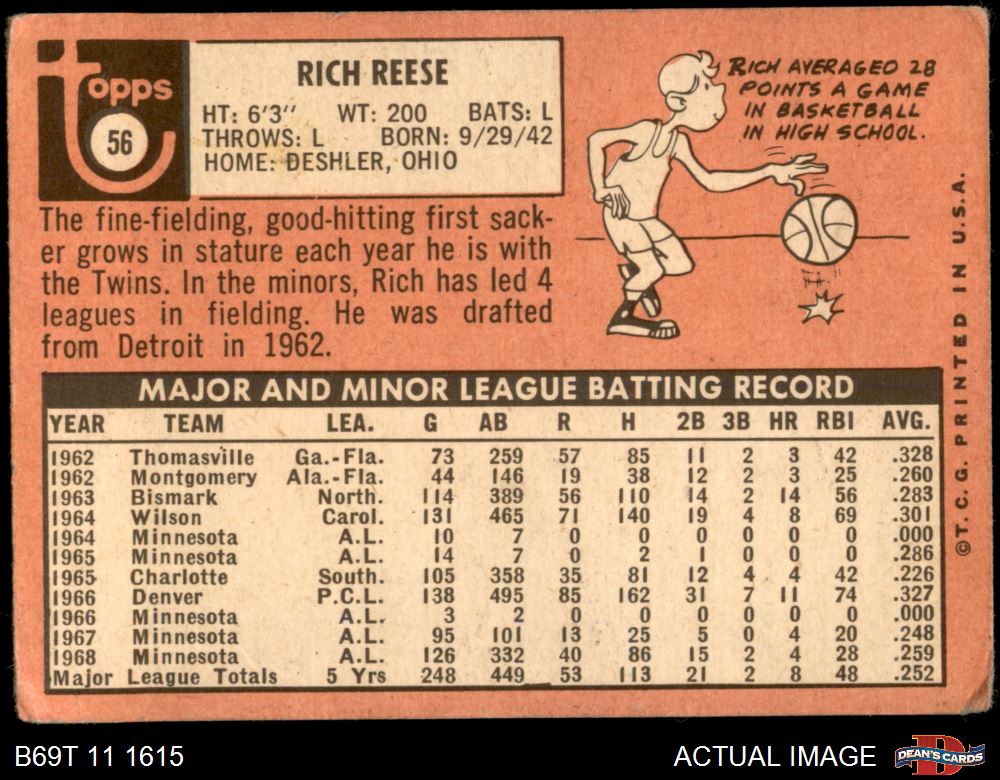 Topps
56
RICH REESE
HT: 6'3" WT: 200 BATS: L
THROWS: L BORN: 9/29/42
HOME: DESHLER, OHIO
RICH AVERAGED 28
POINTS A GAME
IN BASKETBALL
IN HIGH SCHOOL.
The fine-fielding, good-hitting first sack-
er grows in stature each year he is with
the Twins. In the minors, Rich has led 4
leagues in fielding. He was drafted
from Detroit in 1962.
MAJOR AND MINOR LEAGUE BATTING RECORD
YEAR TEAM LEA. G AB R H 2B 3B HR RBI AVG.
1962 Thomasville Ga.-Fla. 73 259 57 85 11 2 3 42 .328
1962 Montgomery Ala.-Fla. 44 146 19 38 12 2 3 25 .260
1963 Bismark North. 114 389 56 110 14 2 14 56 .283
1964 Wilson Carol. 131 465 71 140 19 4 8 69 .301
1964 Minnesota A.L. 10 7 0 0 0 0 0 0 .000
1965 Minnesota A.L. 14 7 0 2 1 0 0 0 .286
1965 Charlotte South. 105 358 35 81 12 4 4 42 .226
1966 Denver P.C.L. 138 495 85 162 31 7 11 74 .327
1966 Minnesota A.L. 3 2 0 0 0 0 0 0 .000
1967 Minnesota A.L. 95 101 13 25 5 0 4 20 .248
1968 Minnesota A.L. 126 332 40 86 15 2 4 28 .259
Major League Totals 5 Yrs 248 449 53 113 21 2 8 48 .252
©T. C. G. PRINTED IN U.S.A.
B69T 11 1615
ACTUAL IMAGE
DEAN'S CARDS